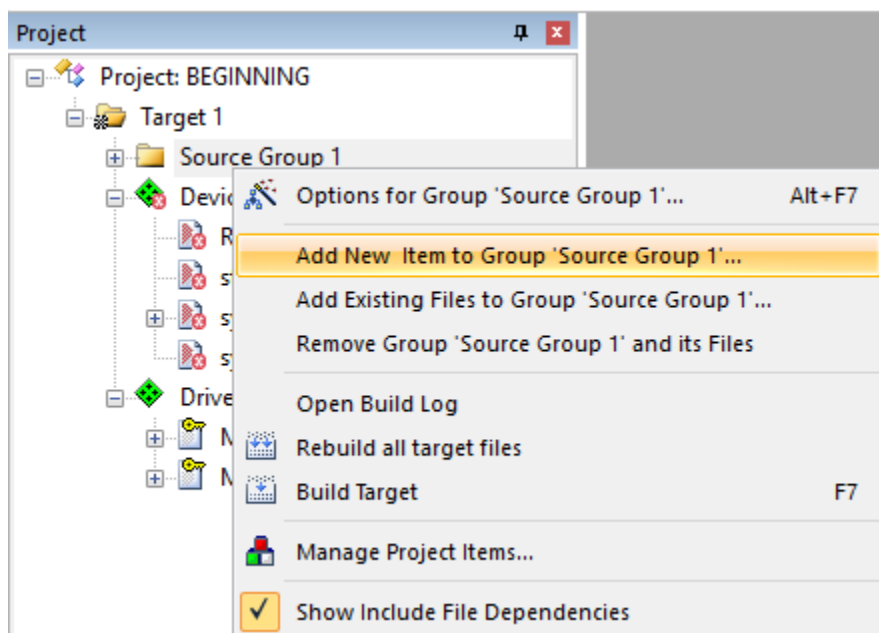 Project
Project: BEGINNING
Target 1
Source Group 1
Options for Group 'Source Group 1'... Alt+F7
Add New  Item to Group 'Source Group 1'...
Add Existing Files to Group 'Source Group 1'...
Remove Group 'Source Group 1' and its Files
Open Build Log
Rebuild all target files
Build Target F7
Manage Project Items...
Show Include File Dependencies